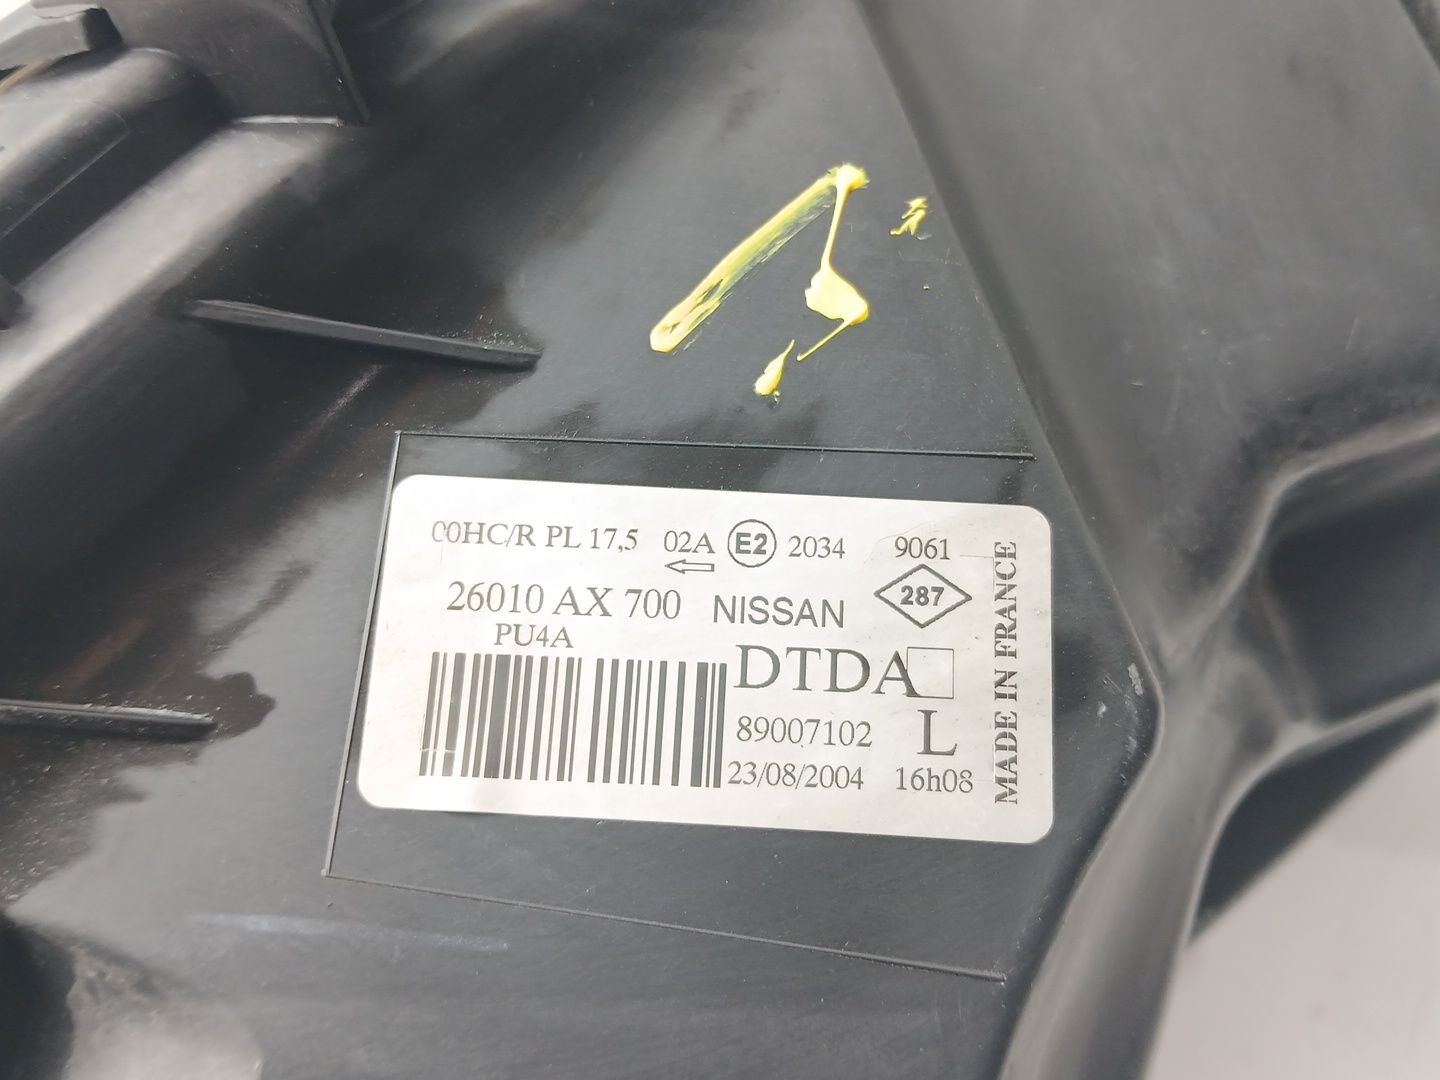 00HC/R PL 17,5 02A E2 2034 9061
26010 AX 700 NISSAN 287
PU4A
DTDA
89007102 L
23/08/2004 16h08
MADE IN FRANCE